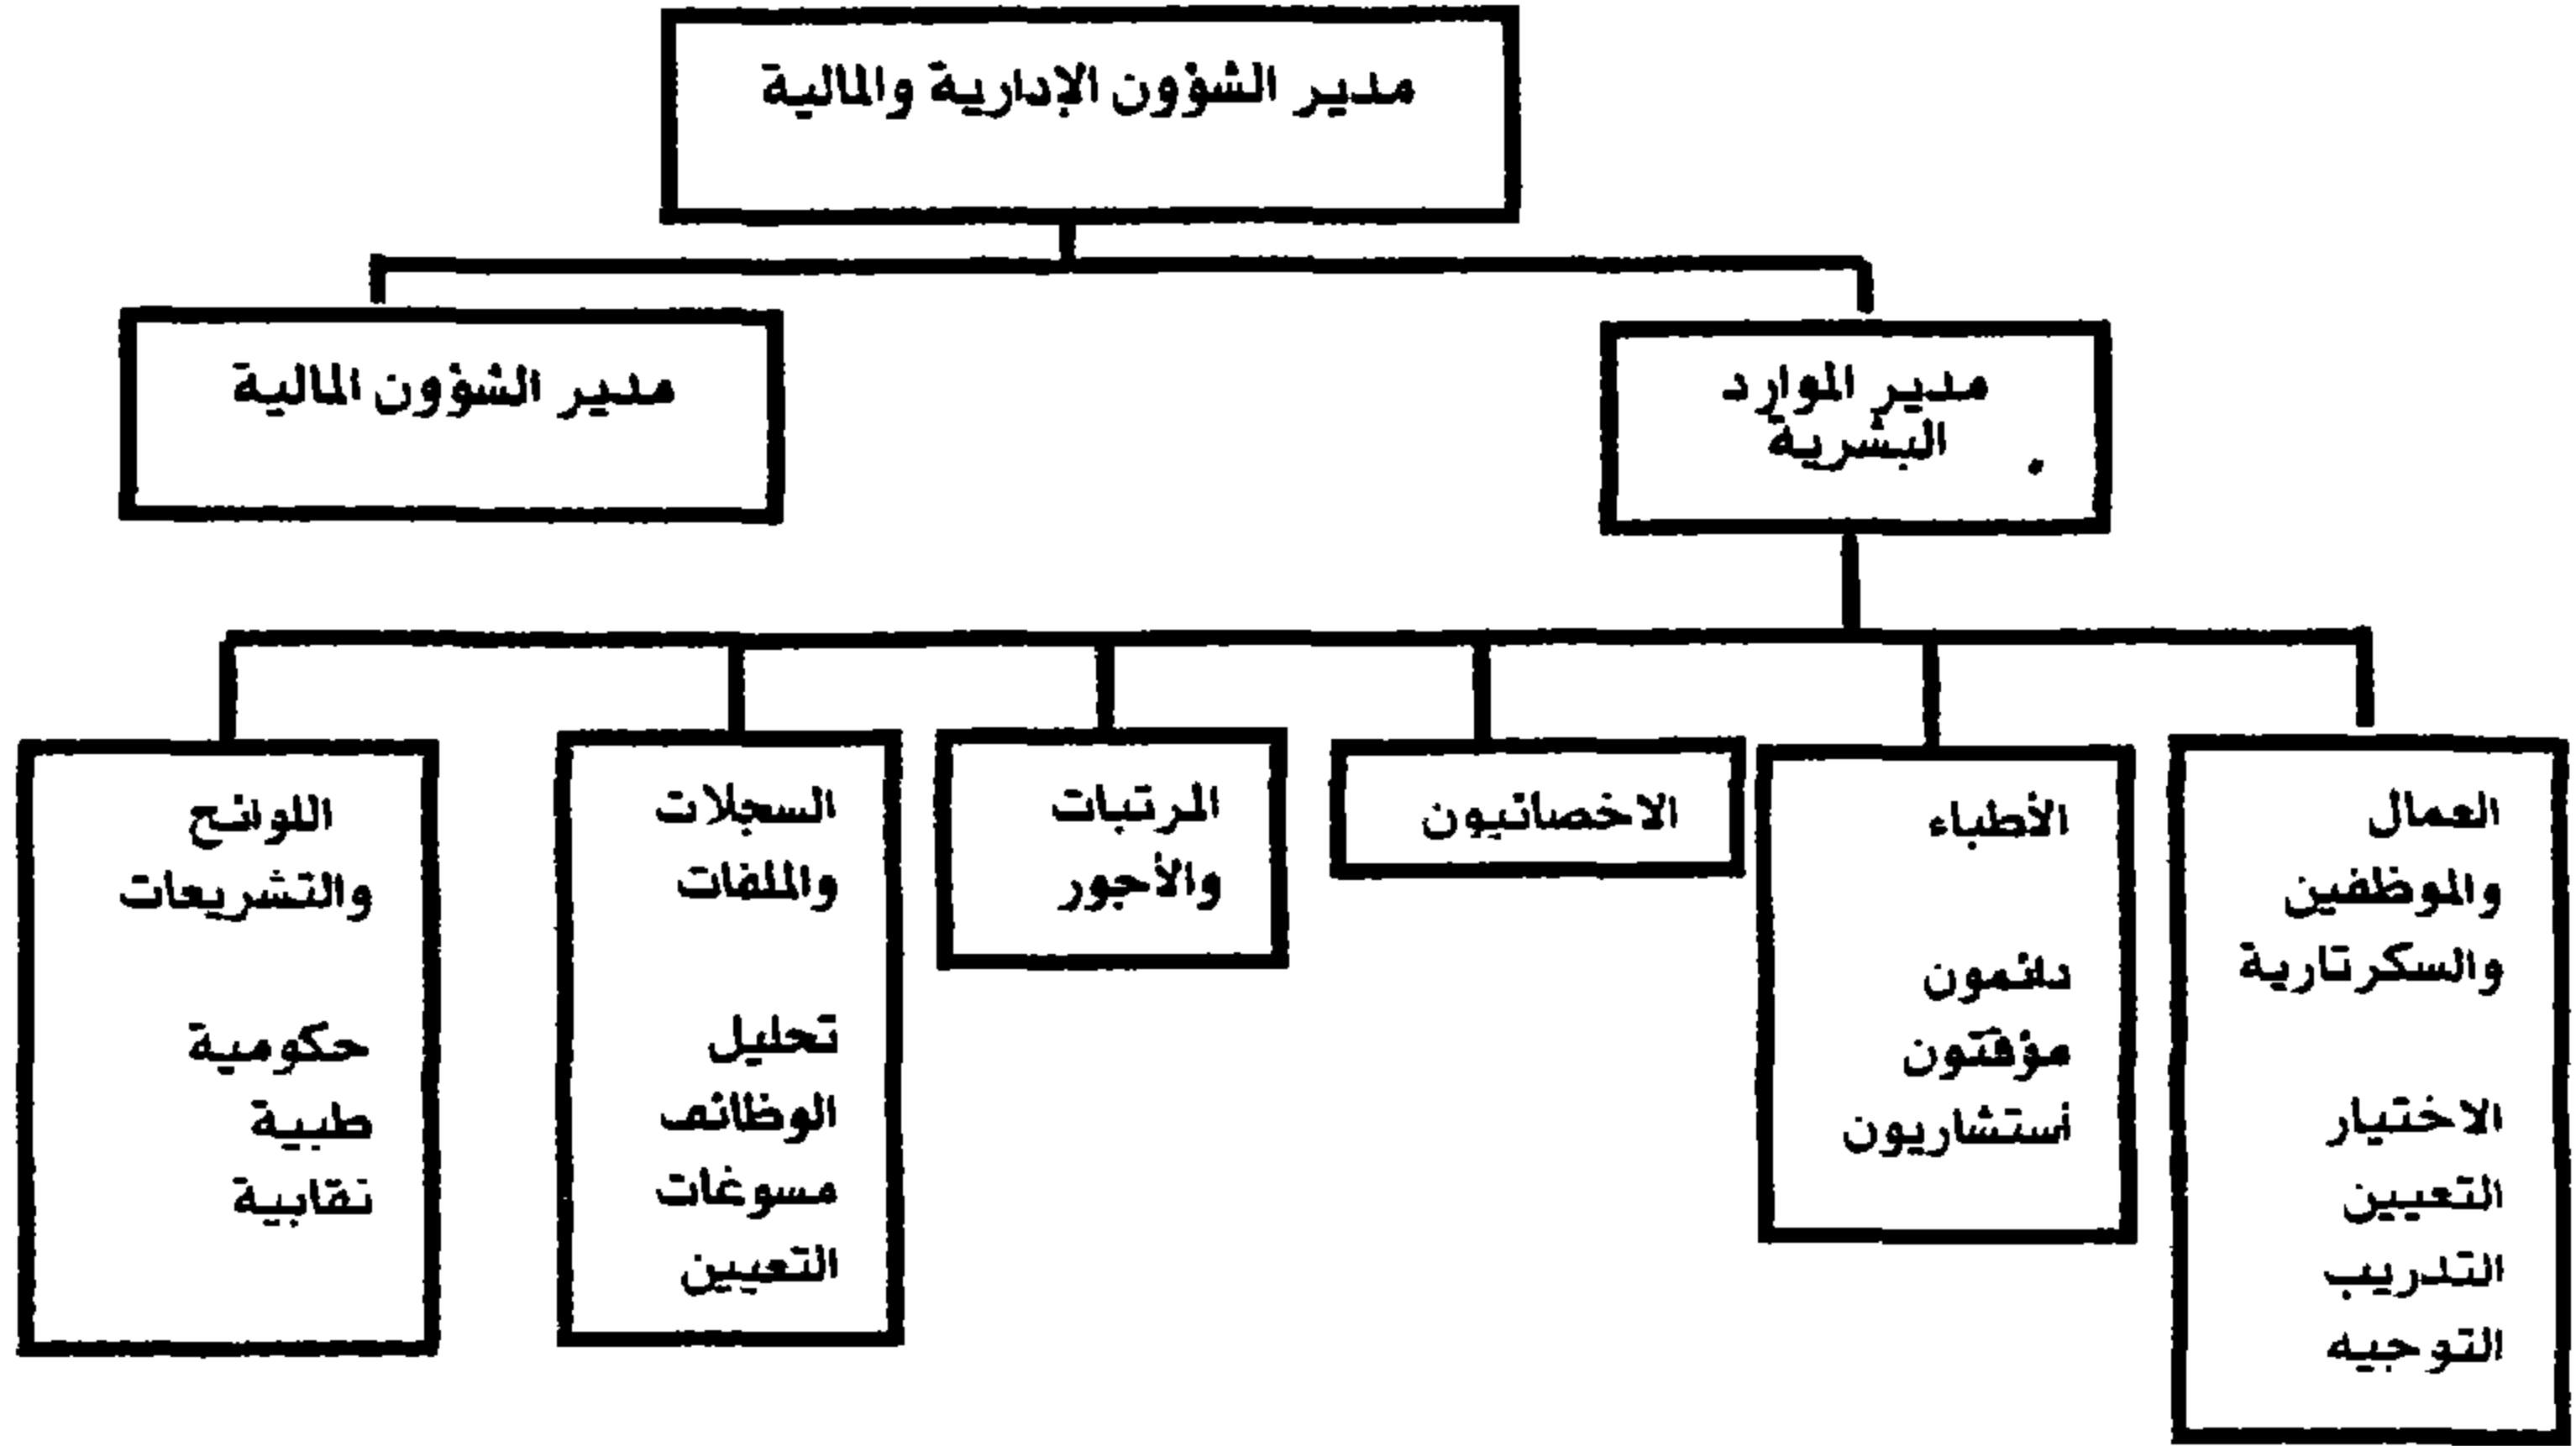 مدير الشؤون الإدارية والمالية
مدير الموارد
البشرية
مدير الشؤون المالية
العمال
والموظفين
والسكرتارية
الاختيار
التعيين
التدريب
التوجيه
الأطباء
دائمون
مؤقتون
أستشاريون
الاخصائيون
المرتبات
والأجور
السجلات
والملفات
تحليل
الوظائف
مسوغات
التعيين
اللوائح
والتشريعات
حكومية
طبية
نقابية